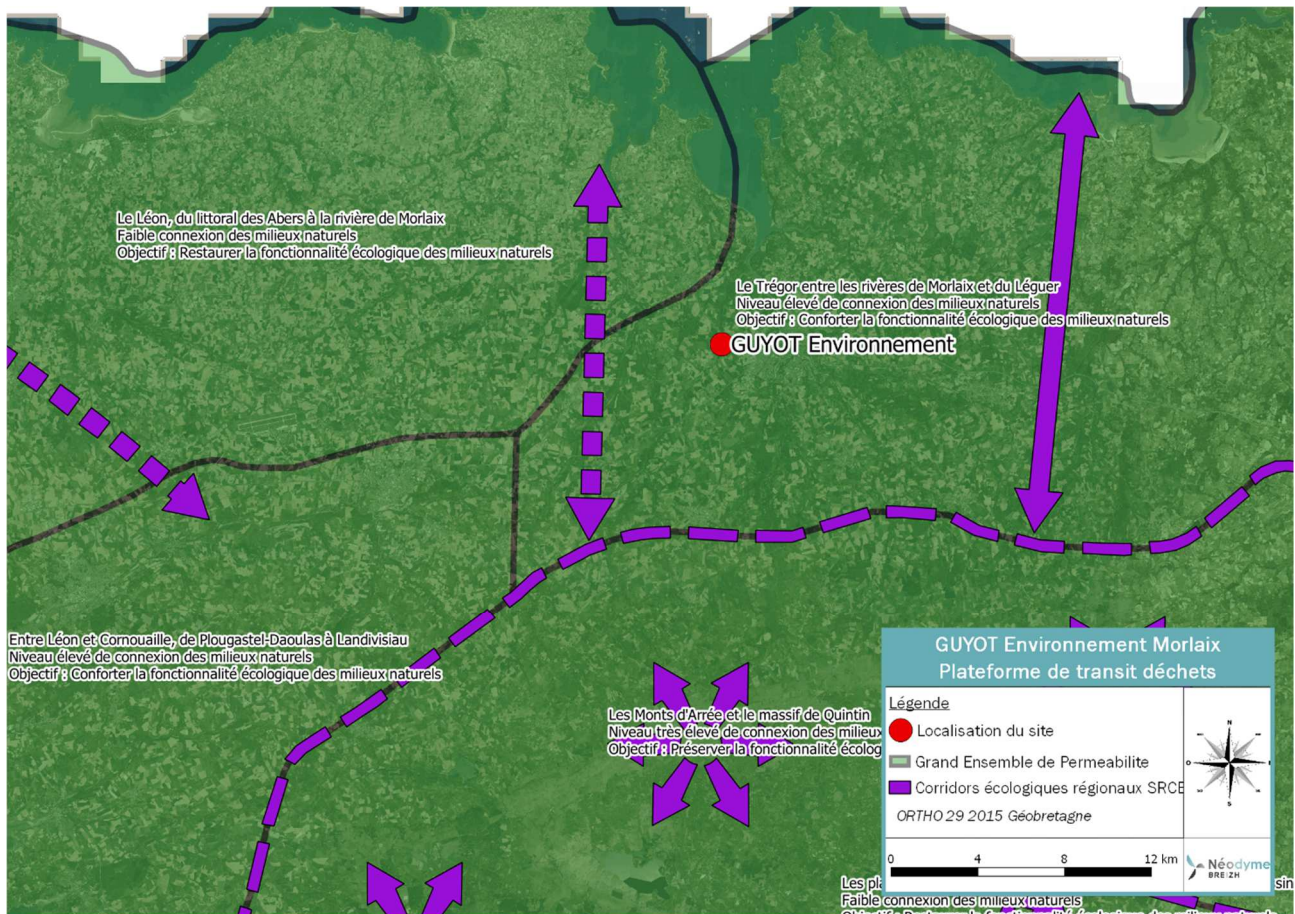 Le Léon, du littoral des Abers à la rivière de Morlaix
Faible connexion des milieux naturels
Objectif : Restaurer la fonctionnalité écologique des milieux naturels
Le Trégor entre les rivères de Morlaix et du Léguer
Niveau élevé de connexion des milieux naturels
Objectif : Conforter la fonctionnalité écologique des milieux naturels
GUYOT Environnement
Entre Léon et Cornouaille, de Plougastel-Daoulas à Landivisiau
Niveau élevé de connexion des milieux naturels
Objectif : Conforter la fonctionnalité écologique des milieux naturels
Les Monts d'Arrée et le massif de Quintin
Niveau très élevé de connexion des milieux
Objectif : Préserver la fonctionnalité écolog
GUYOT Environnement Morlaix
Plateforme de transit déchets
Légende
Localisation du site
Grand Ensemble de Permeabilite
Corridors écologiques régionaux SRCE
ORTHO 29 2015 Géobretagne
N
O
S
0 4 8 12 km
Néodyme
BREIZH
Les pla
sin
Faible connexion des milieux naturels